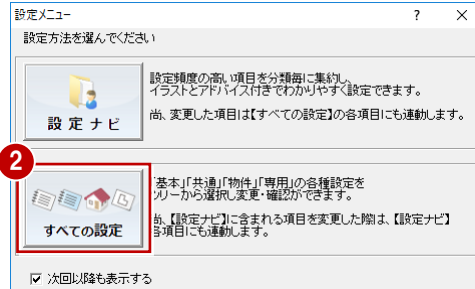 設定メニュー ? ×
設定方法を選んでください
設定頻度の高い項目を分類毎に集約し、
イラストとアドバイス付きでわかりやすく設定できます。
尚、変更した項目は【すべての設定】の各項目にも連動します。
設定ナビ
2
「基本」「共通」「物件」「専用」の各種設定を
ツリーから選択し変更・確認ができます。
尚、【設定ナビ】に含まれる項目を変更した際は、【設定ナビ】
各項目にも連動します。
すべての設定
次回以降も表示する